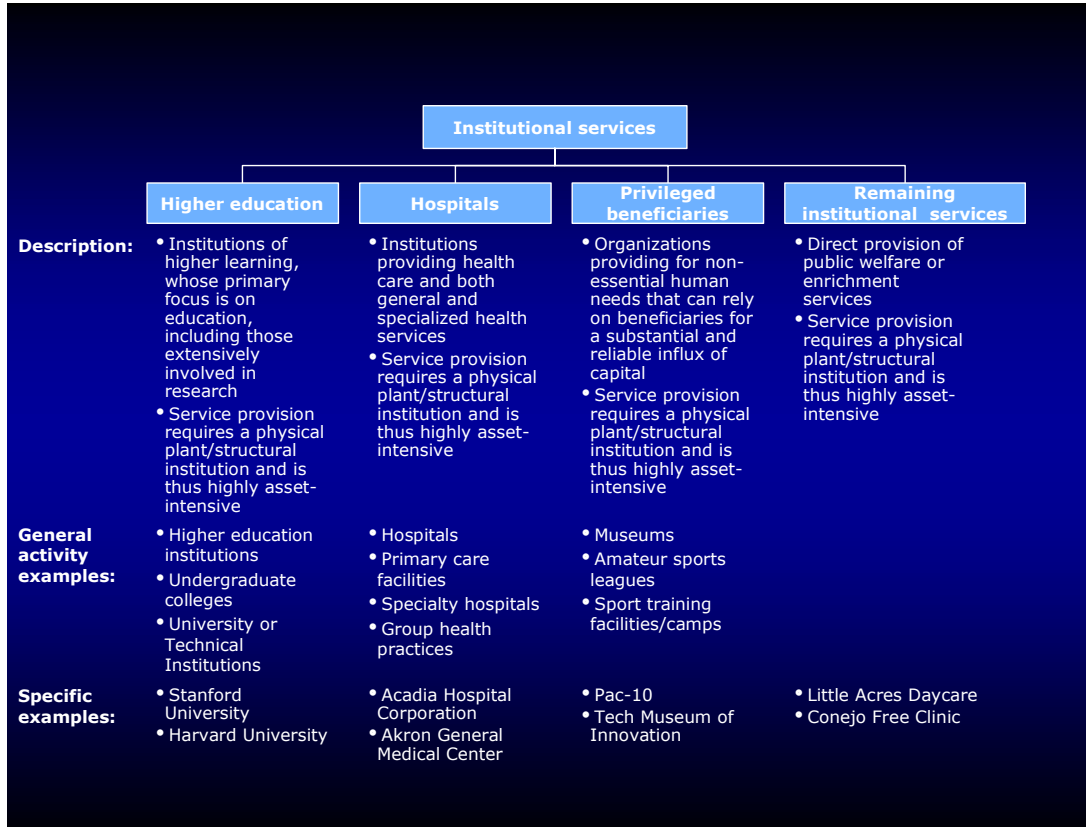 Institutional services
Higher education
Hospitals
Privileged
beneficiaries
Remaining
institutional services
Description:
• Institutions of
higher learning,
whose primary
focus is on
education,
including those
extensively
involved in
research
• Service provision
requires a physical
plant/structural
institution and is
thus highly asset-
intensive
• Institutions
providing health
care and both
general and
specialized health
services
• Service provision
requires a physical
plant/structural
institution and is
thus highly asset-
intensive
• Organizations
providing for non-
essential human
needs that can rely
on beneficiaries for
a substantial and
reliable influx of
capital
• Service provision
requires a physical
plant/structural
institution and is
thus highly asset-
intensive
• Direct provision of
public welfare or
enrichment
services
• Service provision
requires a physical
plant/structural
institution and is
thus highly asset-
intensive
General
activity
examples:
• Higher education
institutions
• Undergraduate
colleges
• University or
Technical
Institutions
• Hospitals
• Primary care
facilities
• Specialty hospitals
• Group health
practices
• Museums
• Amateur sports
leagues
• Sport training
facilities/camps
Specific
examples:
• Stanford
University
• Harvard University
• Acadia Hospital
Corporation
• Akron General
Medical Center
• Pac-10
• Tech Museum of
Innovation
• Little Acres Daycare
• Conejo Free Clinic